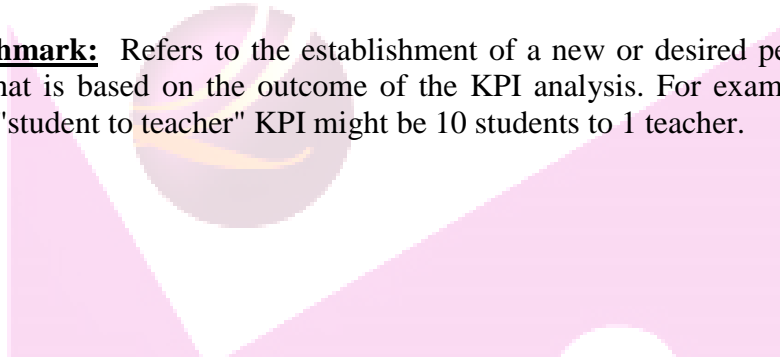 hmark: Refers to the establishment of a new or desired pe
hat is based on the outcome of the KPI analysis. For exam
"student to teacher" KPI might be 10 students to 1 teacher.